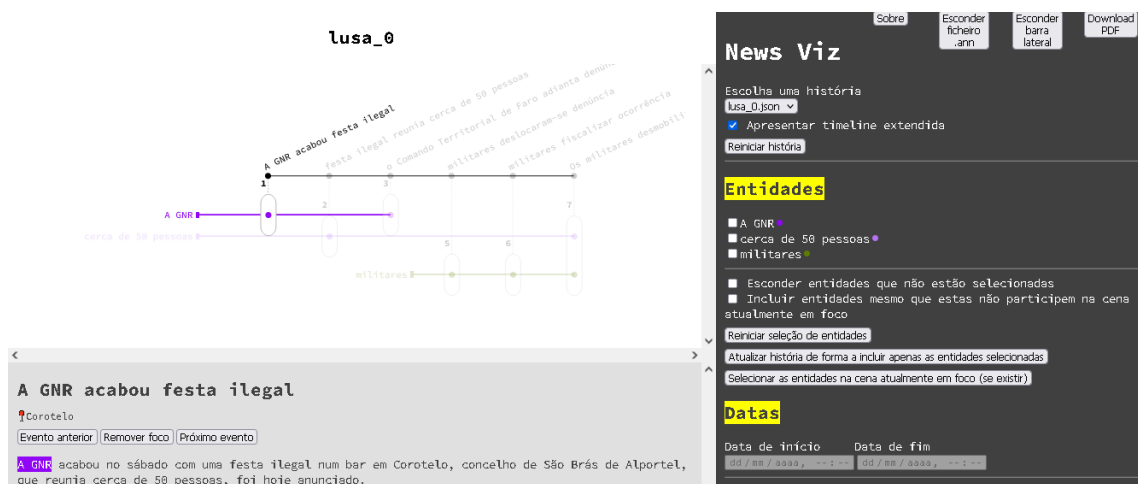 lusa_0
A GNR acabou festa ilegal
festa ilegal reunia cerca de 50 pessoas
o Comando Territorial de Faro adianta denúnc
militares deslocaram-se denúncia
militares fiscalizar ocorrência
Os militares desmobili
1
2
3
5
6
7
A GNR
cerca de 50 pessoas
militares
A GNR acabou festa ilegal
Corotelo
Evento anterior Remover foco Próximo evento
A GNR acabou no sábado com uma festa ilegal num bar em Corotelo, concelho de São Brás de Alportel,
que reunia cerca de 50 pessoas, foi hoje anunciado.
Sobre
Esconder ficheiro .ann
Esconder barra lateral
Download PDF
News Viz
Escolha uma história
lusa_0.json
Apresentar timeline extendida
Reiniciar história
Entidades
A GNR
cerca de 50 pessoas
militares
Esconder entidades que não estão selecionadas
Incluir entidades mesmo que estas não participem na cena
atualmente em foco
Reiniciar seleção de entidades
Atualizar história de forma a incluir apenas as entidades selecionadas
Selecionar as entidades na cena atualmente em foco (se existir)
Datas
Data de início Data de fim
dd/mm/aaaa, --:-- dd/mm/aaaa, --:--